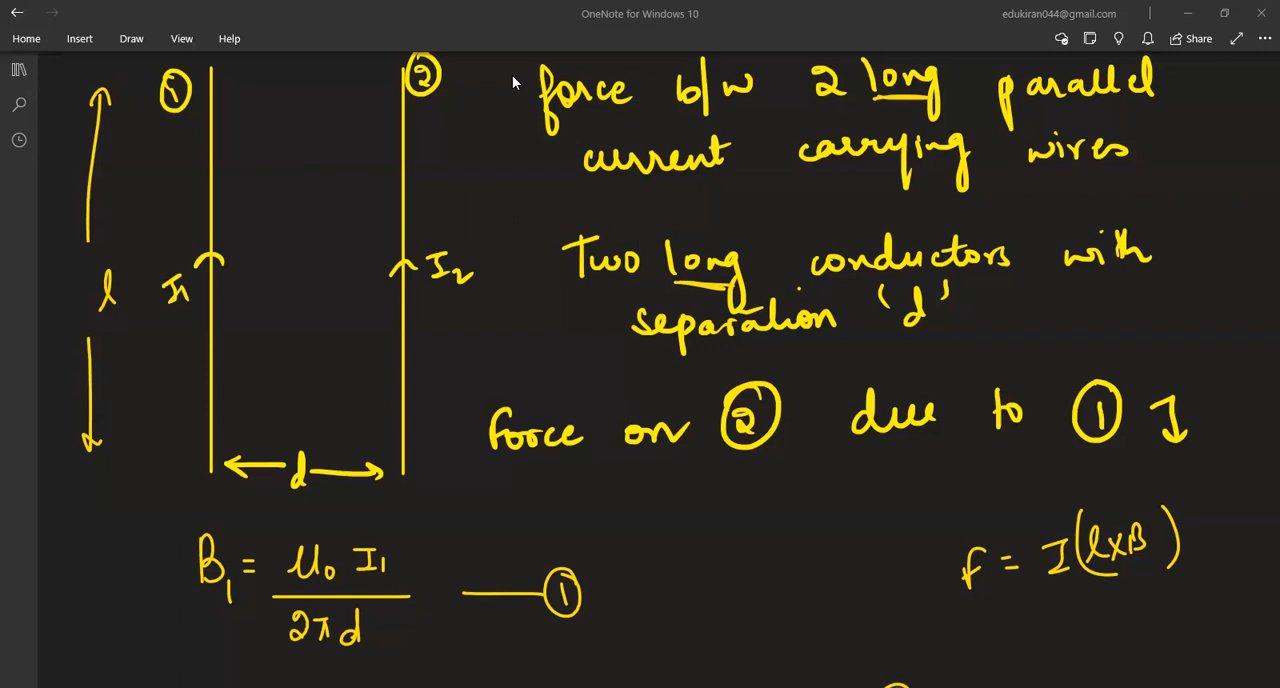 OneNote for Windows 10
edukiran044@gmail.com
Home Insert Draw View Help
Share
① ②
force b/w 2 long parallel
current carrying wires
Two long conductors with
separation 'd'
l I1 I2
force on ② due to ①
d
B1 = μ0 I1 / 2πd —— ①
F = I(l×B)